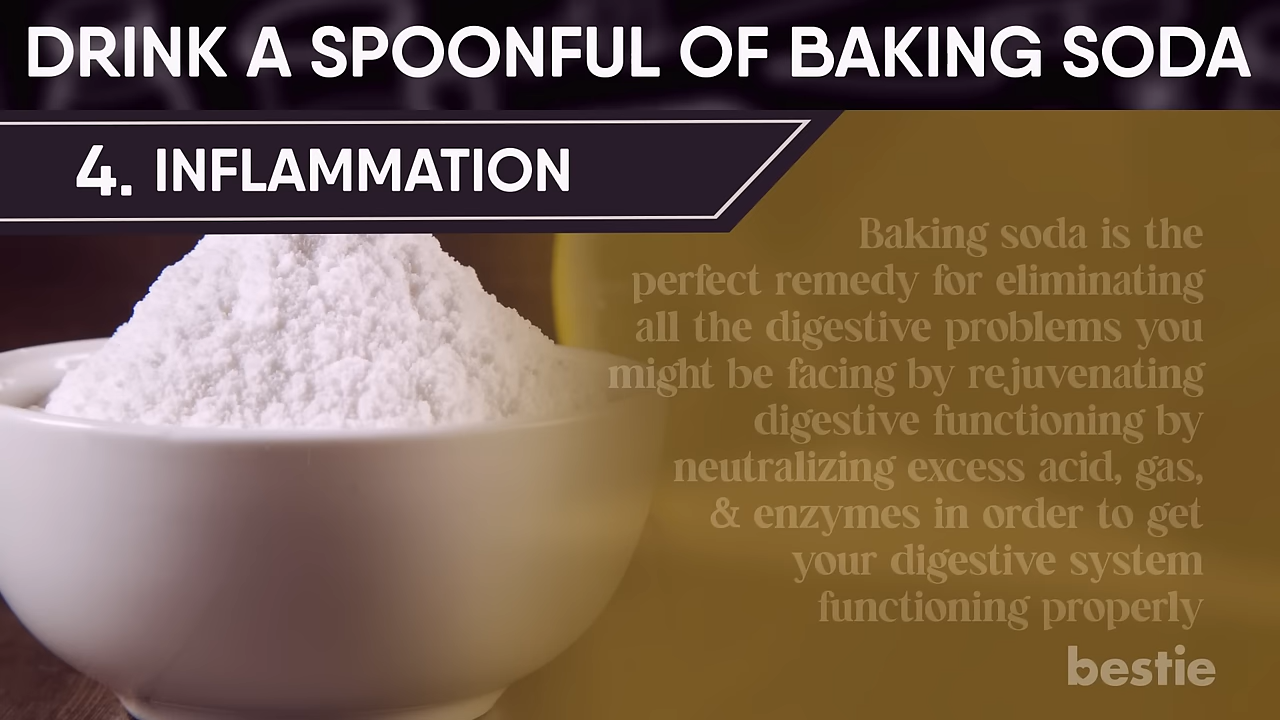 DRINK A SPOONFUL OF BAKING SODA
4. INFLAMMATION
Baking soda is the
perfect remedy for eliminating
all the digestive problems you
might be facing by rejuvenating
digestive functioning by
neutralizing excess acid, gas,
& enzymes in order to get
your digestive system
functioning properly
bestie